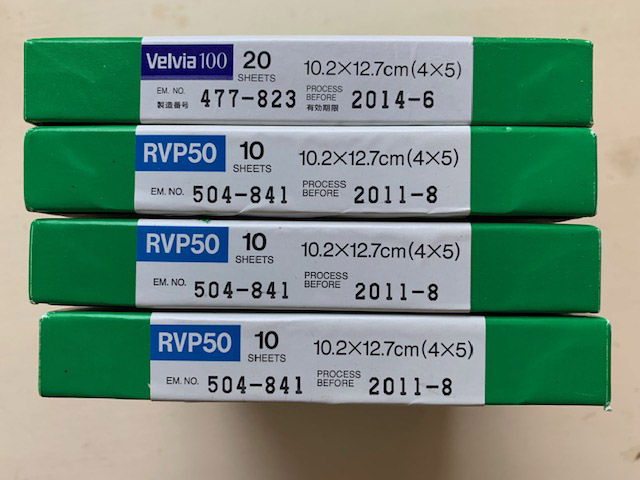 Velvia 100 20 SHEETS 10.2×12.7cm(4×5)
EM. NO. 製造番号 477-823 PROCESS BEFORE 有効期限 2014-6
RVP50 10 SHEETS 10.2×12.7cm(4×5)
EM. NO. 504-841 PROCESS BEFORE 2011-8
RVP50 10 SHEETS 10.2×12.7cm(4×5)
EM. NO. 504-841 PROCESS BEFORE 2011-8
RVP50 10 SHEETS 10.2×12.7cm(4×5)
EM. NO. 504-841 PROCESS BEFORE 2011-8